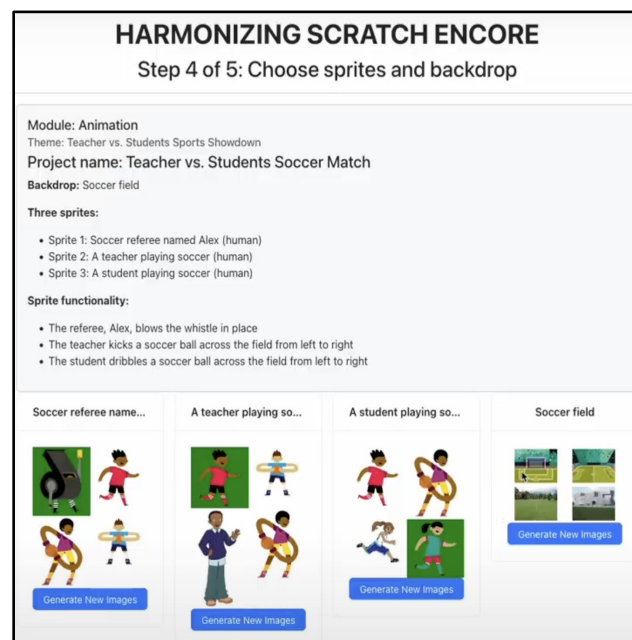 HARMONIZING SCRATCH ENCORE
Step 4 of 5: Choose sprites and backdrop
Module: Animation
Theme: Teacher vs. Students Sports Showdown
Project name: Teacher vs. Students Soccer Match
Backdrop: Soccer field
Three sprites:
• Sprite 1: Soccer referee named Alex (human)
• Sprite 2: A teacher playing soccer (human)
• Sprite 3: A student playing soccer (human)
Sprite functionality:
• The referee, Alex, blows the whistle in place
• The teacher kicks a soccer ball across the field from left to right
• The student dribbles a soccer ball across the field from left to right
Soccer referee name...
Generate New Images
A teacher playing so...
Generate New Images
A student playing so...
Generate New Images
Soccer field
Generate New Images